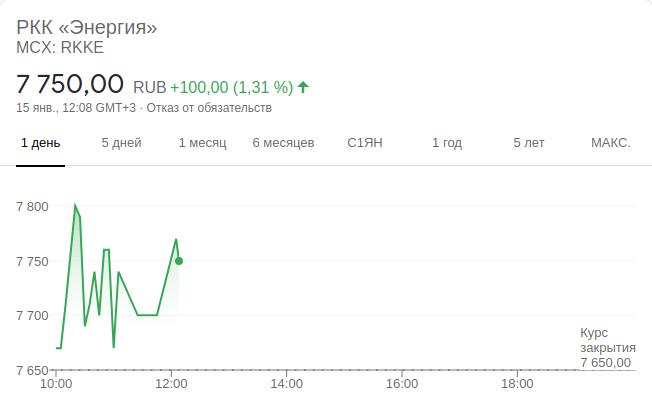 РКК «Энергия»
MCX: RKKE
7 750,00 RUB +100,00 (1,31 %)
15 янв., 12:08 GMT+3 · Отказ от обязательств
1 день 5 дней 1 месяц 6 месяцев С1ЯН 1 год 5 лет МАКС.
7 800
7 750
7 700
Курс
закрытия
7 650,00
7 650
10:00 12:00 14:00 16:00 18:00